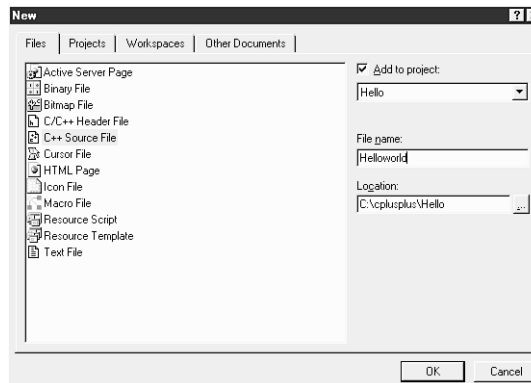 New
Files Projects Workspaces Other Documents
Active Server Page
Binary File
Bitmap File
C/C++ Header File
C++ Source File
Cursor File
HTML Page
Icon File
Macro File
Resource Script
Resource Template
Text File
Add to project:
Hello
File name:
Helloworld
Location:
C:\cplusplus\Hello
...
OK Cancel